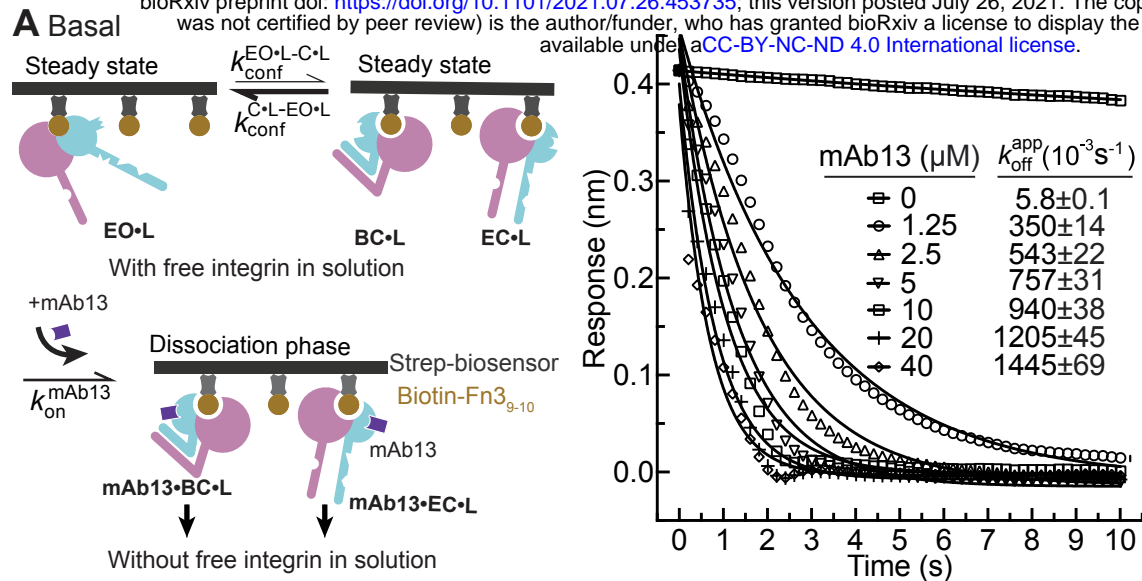 bioRxiv preprint doi: https://doi.org/10.1101/2021.07.26.453735; this version posted July 26, 2021. The cop
was not certified by peer review) is the author/funder, who has granted bioRxiv a license to display the
available under aCC-BY-NC-ND 4.0 International license.
A Basal
Steady state
k_conf^EO•L-C•L
k_conf^C•L-EO•L
Steady state
EO•L
BC•L
EC•L
With free integrin in solution
+mAb13
k_on^mAb13
Dissociation phase
Strep-biosensor
Biotin-Fn3₉₋₁₀
mAb13
mAb13•BC•L
mAb13•EC•L
Without free integrin in solution
Response (nm)
0.4
0.3
0.2
0.1
0.0
mAb13 (µM) k_off^app (10⁻³s⁻¹)
0 5.8±0.1
1.25 350±14
2.5 543±22
5 757±31
10 940±38
20 1205±45
40 1445±69
0 1 2 3 4 5 6 7 8 9 10
Time (s)